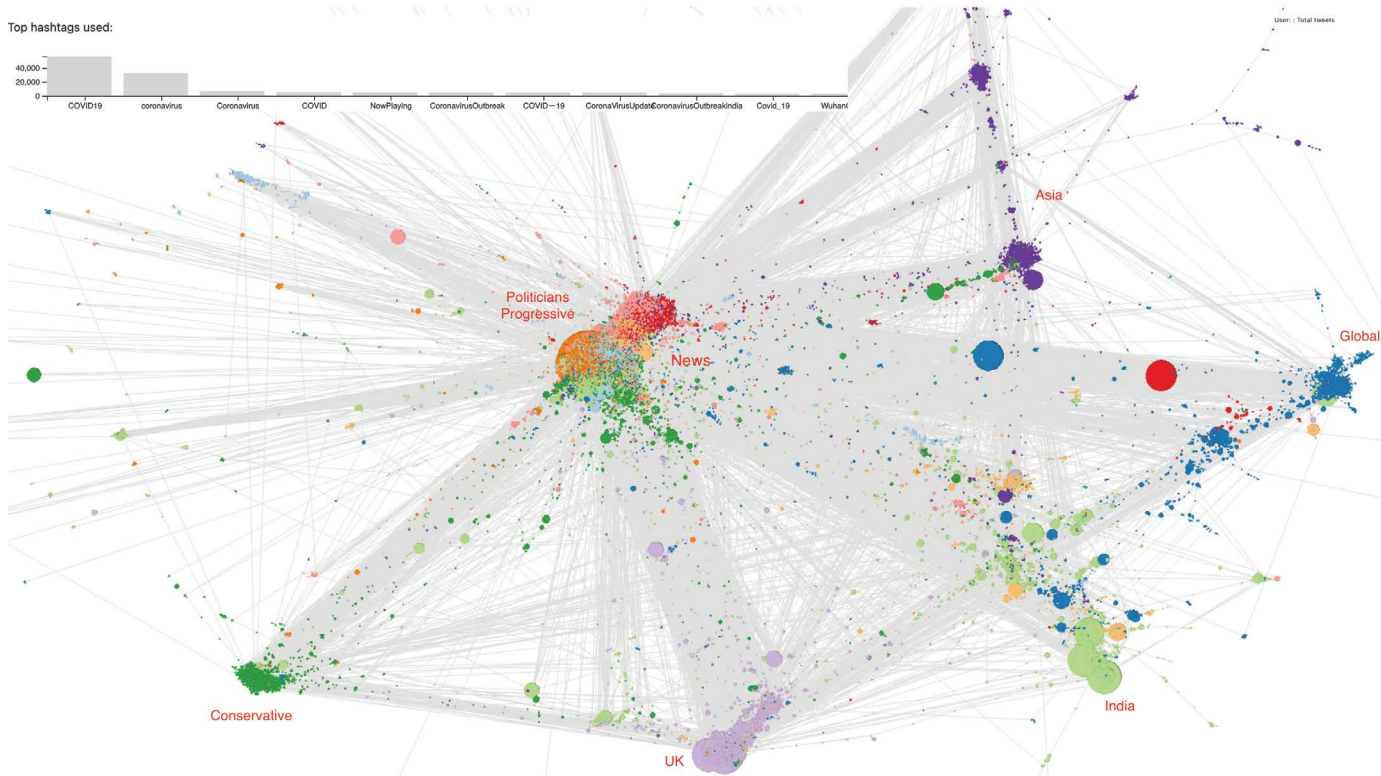 Top hashtags used:
User: : Total tweets
40,000
20,000
0
COVID19
coronavirus
Coronavirus
COVID
NowPlaying
CoronavirusOutbreak
COVID—19
CoronaVirusUpdate
CoronavirusOutbreakindia
Covid_19
Asia
Politicians
Progressive
Global
News
Conservative
India
UK